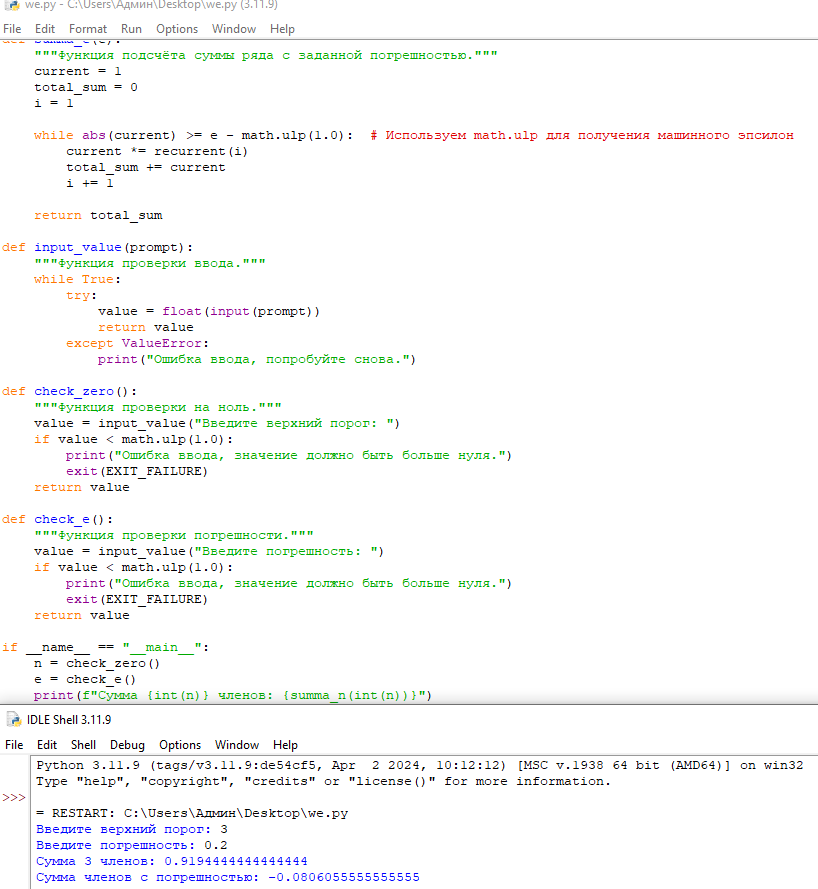 we.py - C:\Users\Админ\Desktop\we.py (3.11.9)
File Edit Format Run Options Window Help
def summa_e(e):
    """Функция подсчёта суммы ряда с заданной погрешностью."""
    current = 1
    total_sum = 0
    i = 1

    while abs(current) >= e - math.ulp(1.0):  # Используем math.ulp для получения машинного эпсилон
        current *= recurrent(i)
        total_sum += current
        i += 1

    return total_sum

def input_value(prompt):
    """Функция проверки ввода."""
    while True:
        try:
            value = float(input(prompt))
            return value
        except ValueError:
            print("Ошибка ввода, попробуйте снова.")

def check_zero():
    """Функция проверки на ноль."""
    value = input_value("Введите верхний порог: ")
    if value < math.ulp(1.0):
        print("Ошибка ввода, значение должно быть больше нуля.")
        exit(EXIT_FAILURE)
    return value

def check_e():
    """Функция проверки погрешности."""
    value = input_value("Введите погрешность: ")
    if value < math.ulp(1.0):
        print("Ошибка ввода, значение должно быть больше нуля.")
        exit(EXIT_FAILURE)
    return value

if __name__ == "__main__":
    n = check_zero()
    e = check_e()
    print(f"Сумма {int(n)} членов: {summa_n(int(n))}")
IDLE Shell 3.11.9
File Edit Shell Debug Options Window Help
Python 3.11.9 (tags/v3.11.9:de54cf5, Apr  2 2024, 10:12:12) [MSC v.1938 64 bit (AMD64)] on win32
Type "help", "copyright", "credits" or "license()" for more information.
>>>
= RESTART: C:\Users\Админ\Desktop\we.py
Введите верхний порог: 3
Введите погрешность: 0.2
Сумма 3 членов: 0.9194444444444444
Сумма членов с погрешностью: -0.0806055555555555